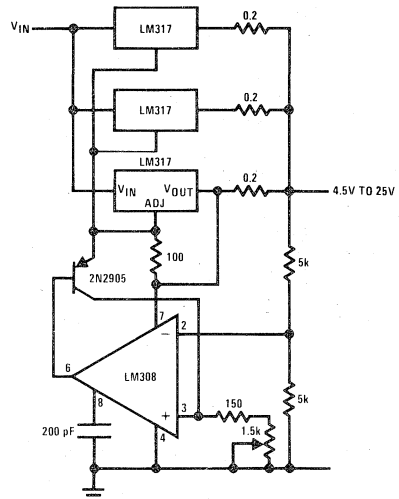 VIN
LM317
0.2
LM317
0.2
LM317
VIN VOUT
ADJ
0.2
4.5V TO 25V
100
5k
2N2905
7
2
6
LM308
8
3
150
5k
1.5k
200 pF
4